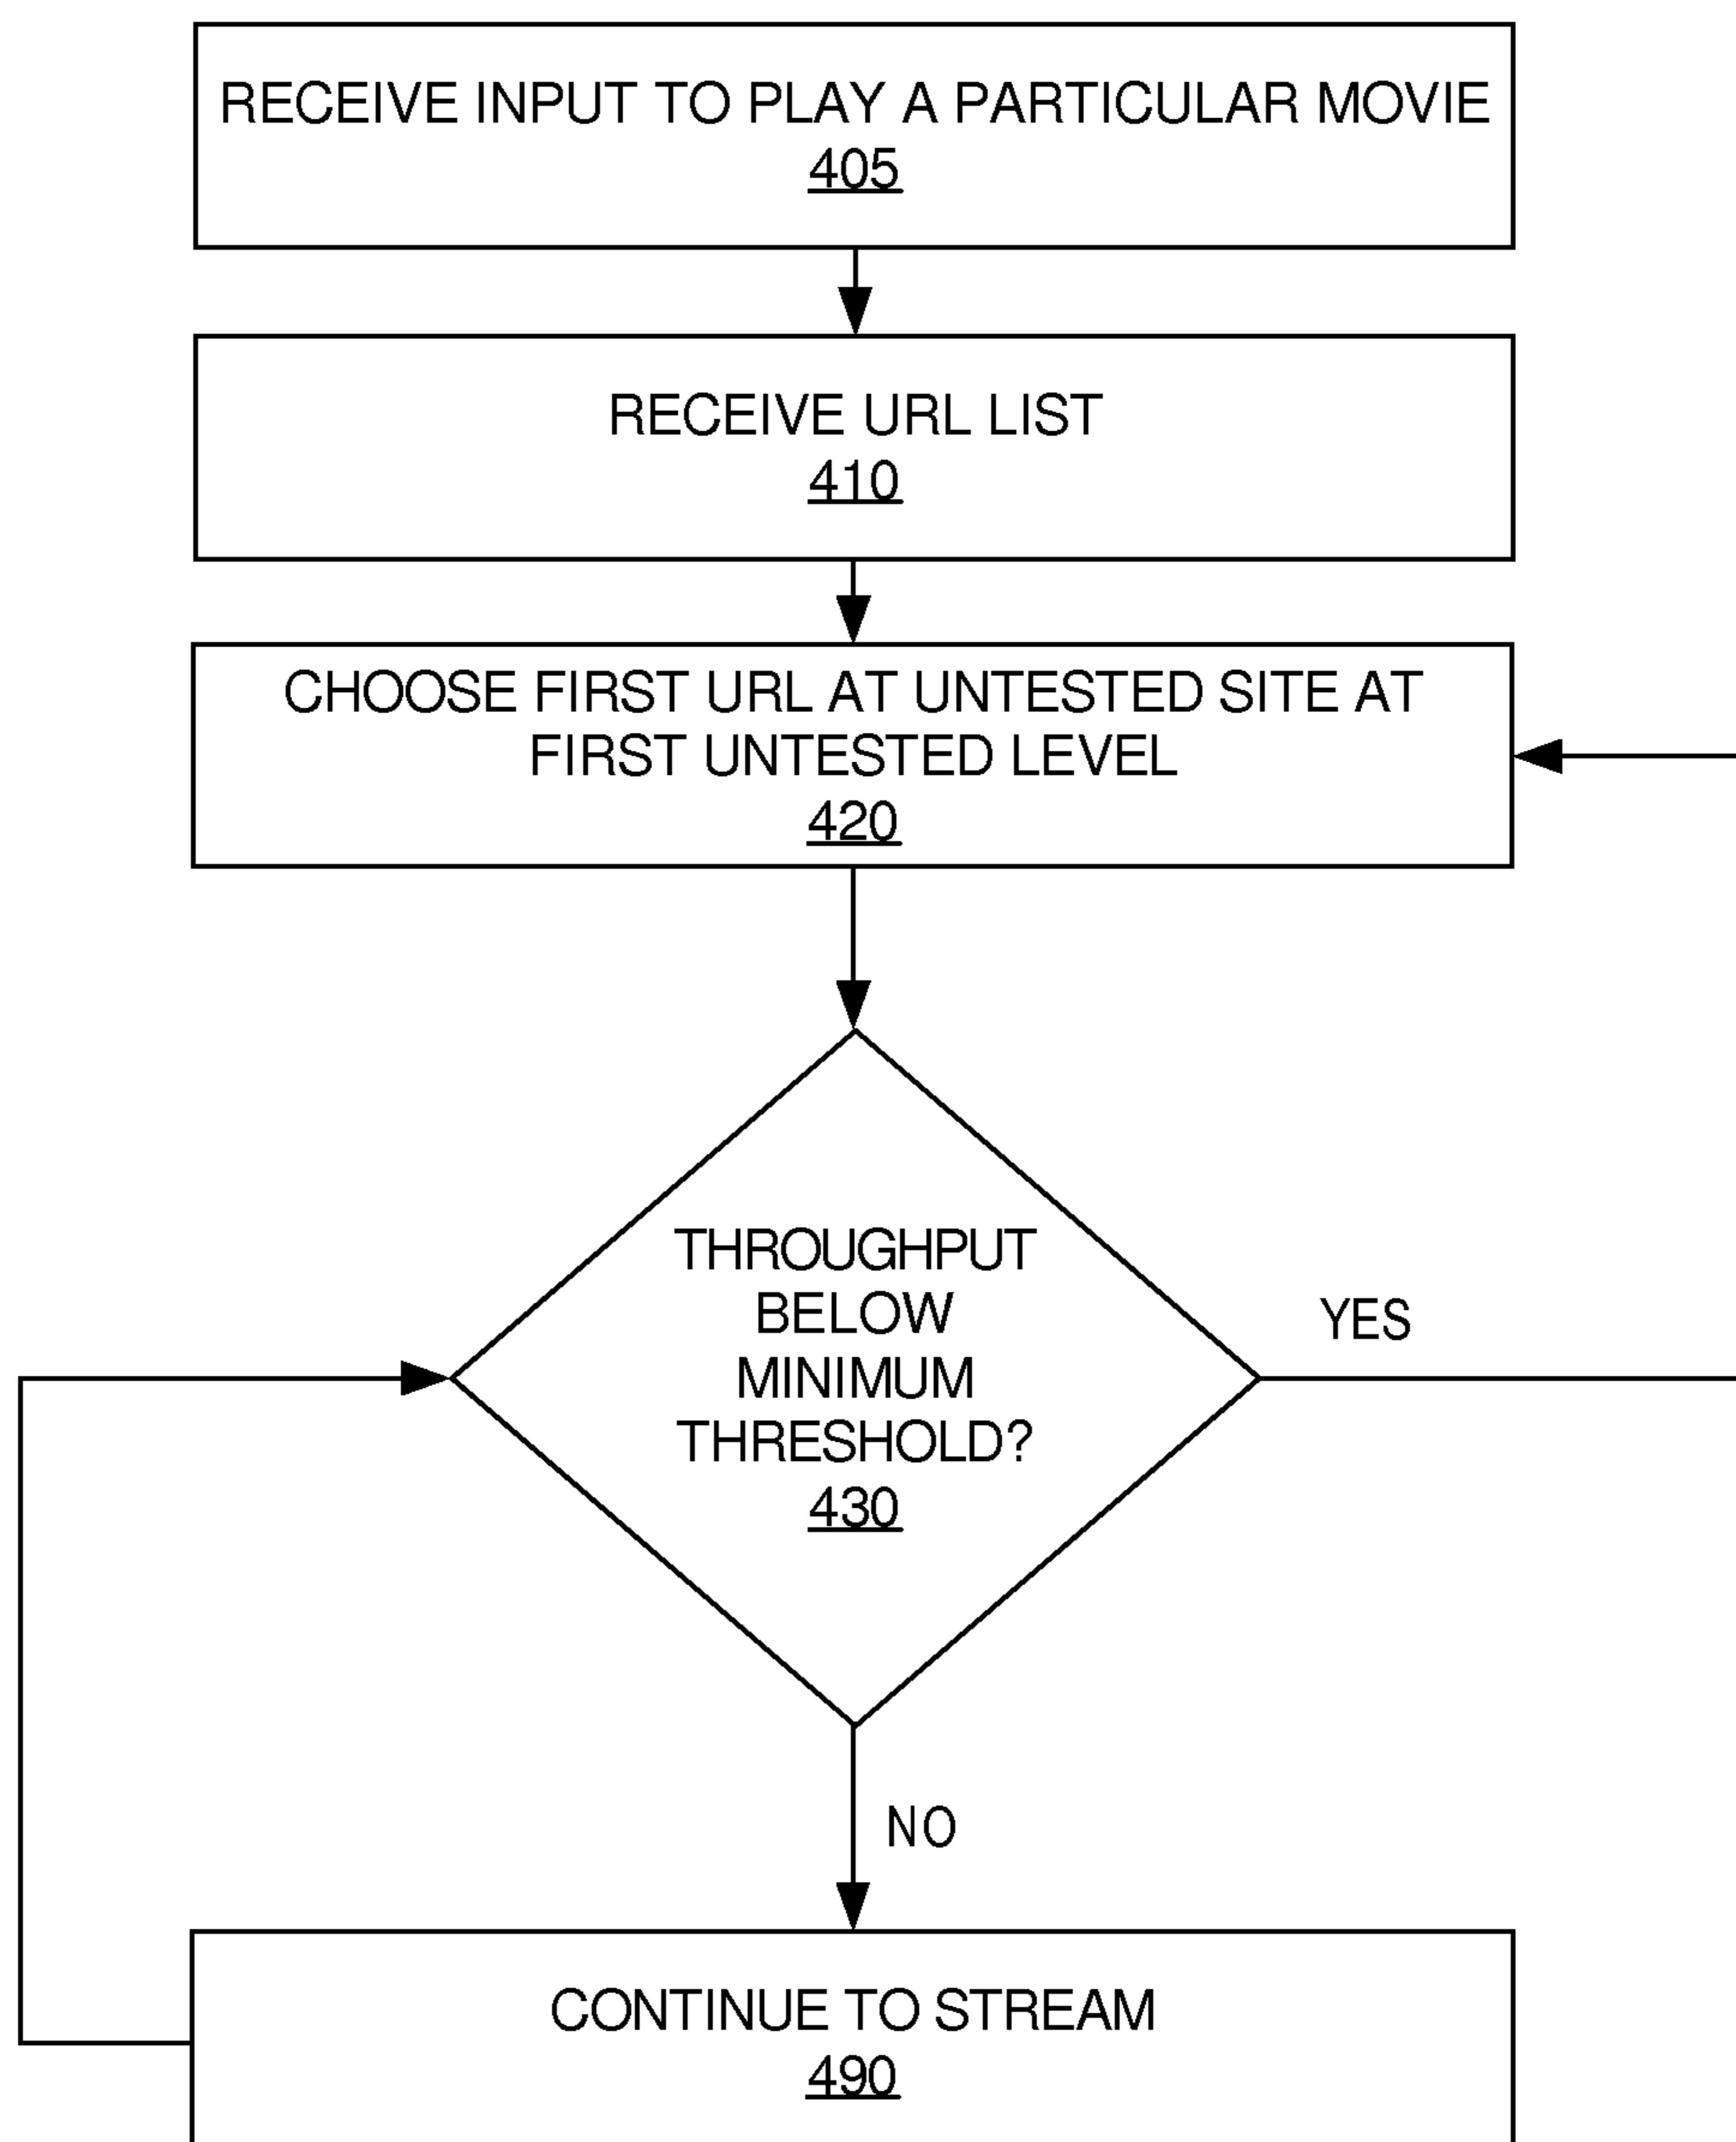 RECEIVE INPUT TO PLAY A PARTICULAR MOVIE
405
RECEIVE URL LIST
410
CHOOSE FIRST URL AT UNTESTED SITE AT
FIRST UNTESTED LEVEL
420
THROUGHPUT
BELOW
MINIMUM
THRESHOLD?
430
YES
NO
CONTINUE TO STREAM
490